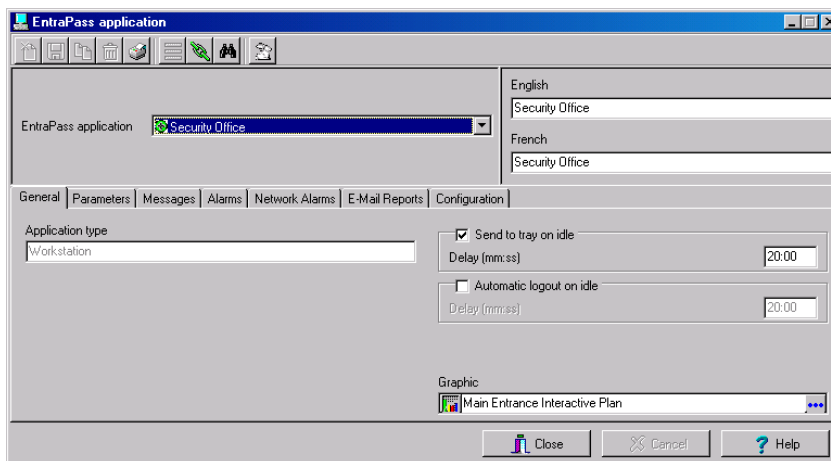 EntraPass application
English
Security Office
EntraPass application
Security Office
French
Security Office
General Parameters Messages Alarms Network Alarms E-Mail Reports Configuration
Application type
Workstation
Send to tray on idle
Delay (mm:ss)
20:00
Automatic logout on idle
Delay (mm:ss)
20:00
Graphic
Main Entrance Interactive Plan
Close
Cancel
Help